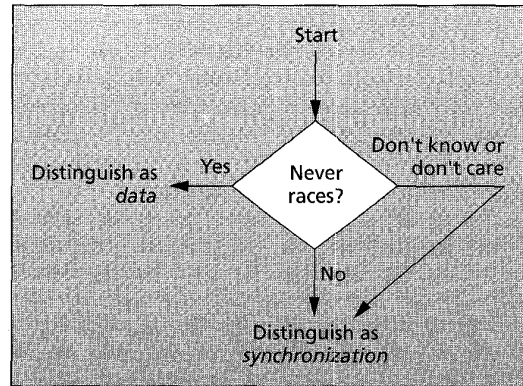 Start
Don't know or
don't care
Yes
Distinguish as
data
Never
races?
No
Distinguish as
synchronization